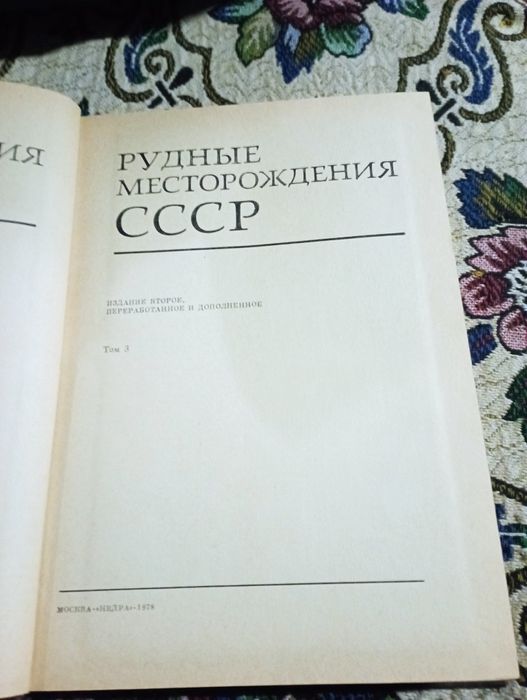 ИЯ
РУДНЫЕ
МЕСТОРОЖДЕНИЯ
СССР
ИЗДАНИЕ ВТОРОЕ,
ПЕРЕРАБОТАННОЕ И ДОПОЛНЕННОЕ
Том 3
МОСКВА-«НЕДРА»-1978